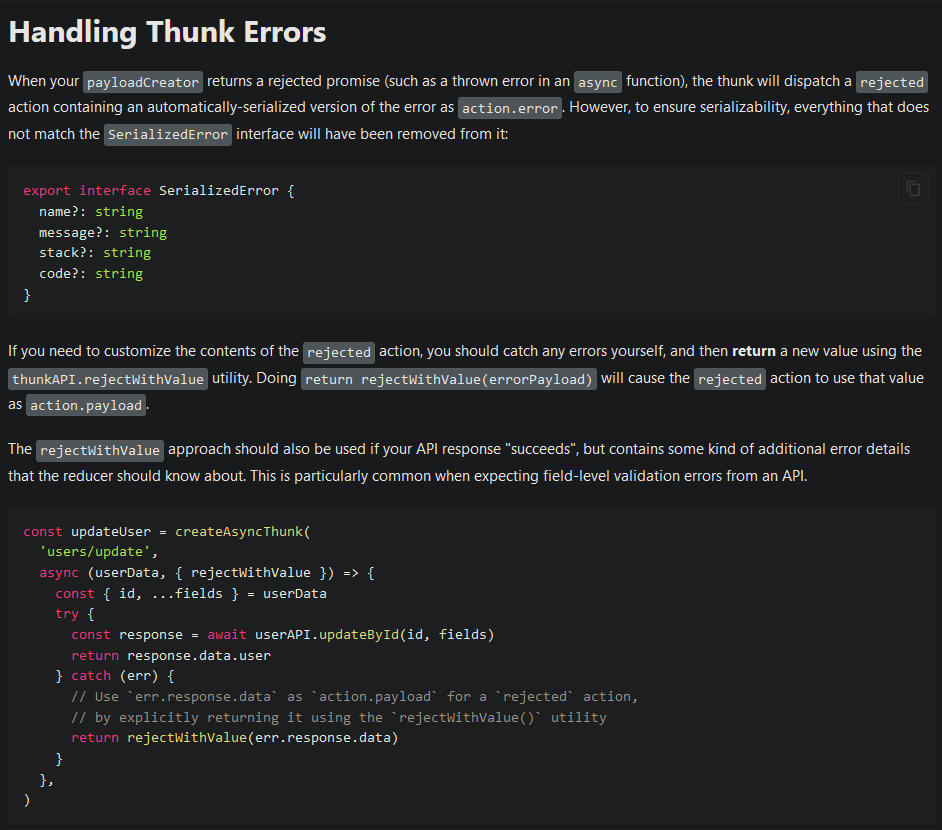 Handling Thunk Errors
When your payloadCreator returns a rejected promise (such as a thrown error in an async function), the thunk will dispatch a rejected
action containing an automatically-serialized version of the error as action.error. However, to ensure serializability, everything that does
not match the SerializedError interface will have been removed from it:
export interface SerializedError {
  name?: string
  message?: string
  stack?: string
  code?: string
}
If you need to customize the contents of the rejected action, you should catch any errors yourself, and then return a new value using the
thunkAPI.rejectWithValue utility. Doing return rejectWithValue(errorPayload) will cause the rejected action to use that value
as action.payload.
The rejectWithValue approach should also be used if your API response "succeeds", but contains some kind of additional error details
that the reducer should know about. This is particularly common when expecting field-level validation errors from an API.
const updateUser = createAsyncThunk(
  'users/update',
  async (userData, { rejectWithValue }) => {
    const { id, ...fields } = userData
    try {
      const response = await userAPI.updateById(id, fields)
      return response.data.user
    } catch (err) {
      // Use `err.response.data` as `action.payload` for a `rejected` action,
      // by explicitly returning it using the `rejectWithValue()` utility
      return rejectWithValue(err.response.data)
    }
  },
)